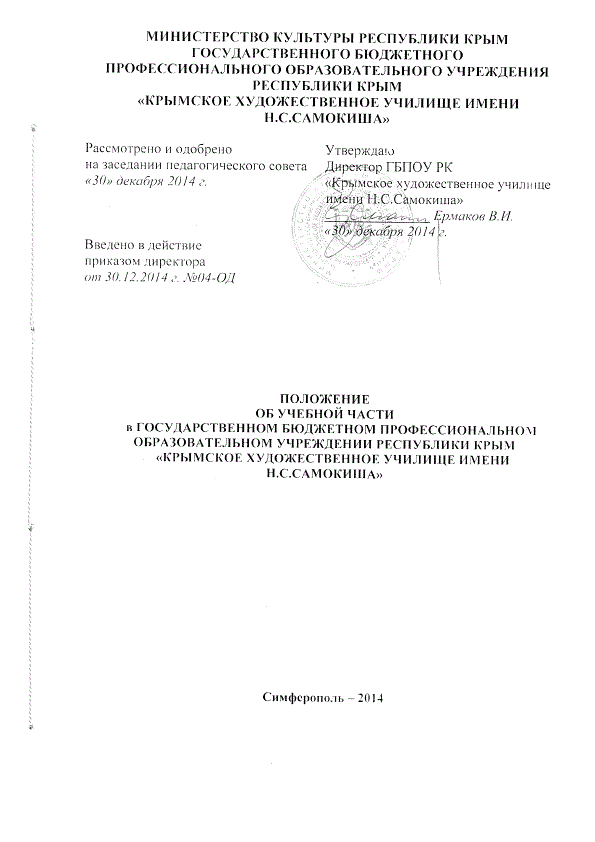 МИНИСТЕРСТВО КУЛЬТУРЫ РЕСПУБЛИКИ КРЫМ
ГОСУДАРСТВЕННОГО БЮДЖЕТНОГО
ПРОФЕССИОНАЛЬНОГО ОБРАЗОВАТЕЛЬНОГО УЧРЕЖДЕНИЯ
РЕСПУБЛИКИ КРЫМ
«КРЫМСКОЕ ХУДОЖЕСТВЕННОЕ УЧИЛИЩЕ ИМЕНИ
Н.С.САМОКИША»
Рассмотрено и одобрено
на заседании педагогического совета
«30» декабря 2014 г.
Введено в действие
приказом директора
от 30.12.2014 г. №04-ОД
Утверждаю
Директор ГБПОУ РК
«Крымское художественное училище
имени Н.С.Самокиша»
Ермаков В.И.
«30» декабря 2014 г.
ПОЛОЖЕНИЕ
ОБ УЧЕБНОЙ ЧАСТИ
в ГОСУДАРСТВЕННОМ БЮДЖЕТНОМ ПРОФЕССИОНАЛЬНОМ
ОБРАЗОВАТЕЛЬНОМ УЧРЕЖДЕНИИ РЕСПУБЛИКИ КРЫМ
«КРЫМСКОЕ ХУДОЖЕСТВЕННОЕ УЧИЛИЩЕ ИМЕНИ
Н.С.САМОКИША»
Симферополь – 2014